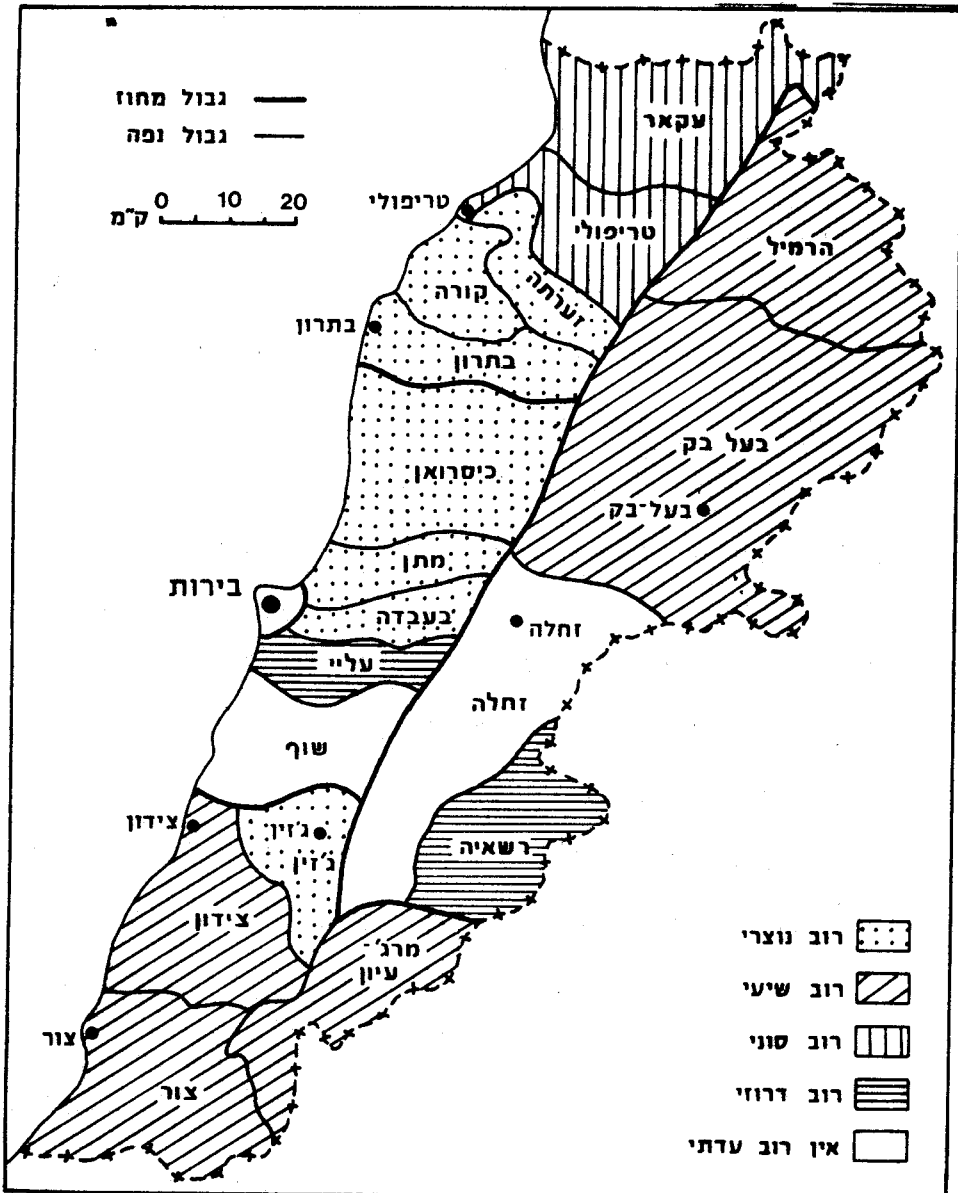 גבול מחוז
גבול נפה
0 10 20
ק״מ
עקאר
טריפולי
טריפולי
הרמיל
זערתה
קורה
בתרון
בתרון
בעל בק
בעל-בק
כיסרואן
מתן
בירות
בעבדה
זחלה
עליי
זחלה
שוף
צידון
ג׳זין
ג׳זין
רשאיה
צידון
מרג׳-
עיון
צור
צור
רוב נוצרי
רוב שיעי
רוב סוני
רוב דרוזי
אין רוב עדתי